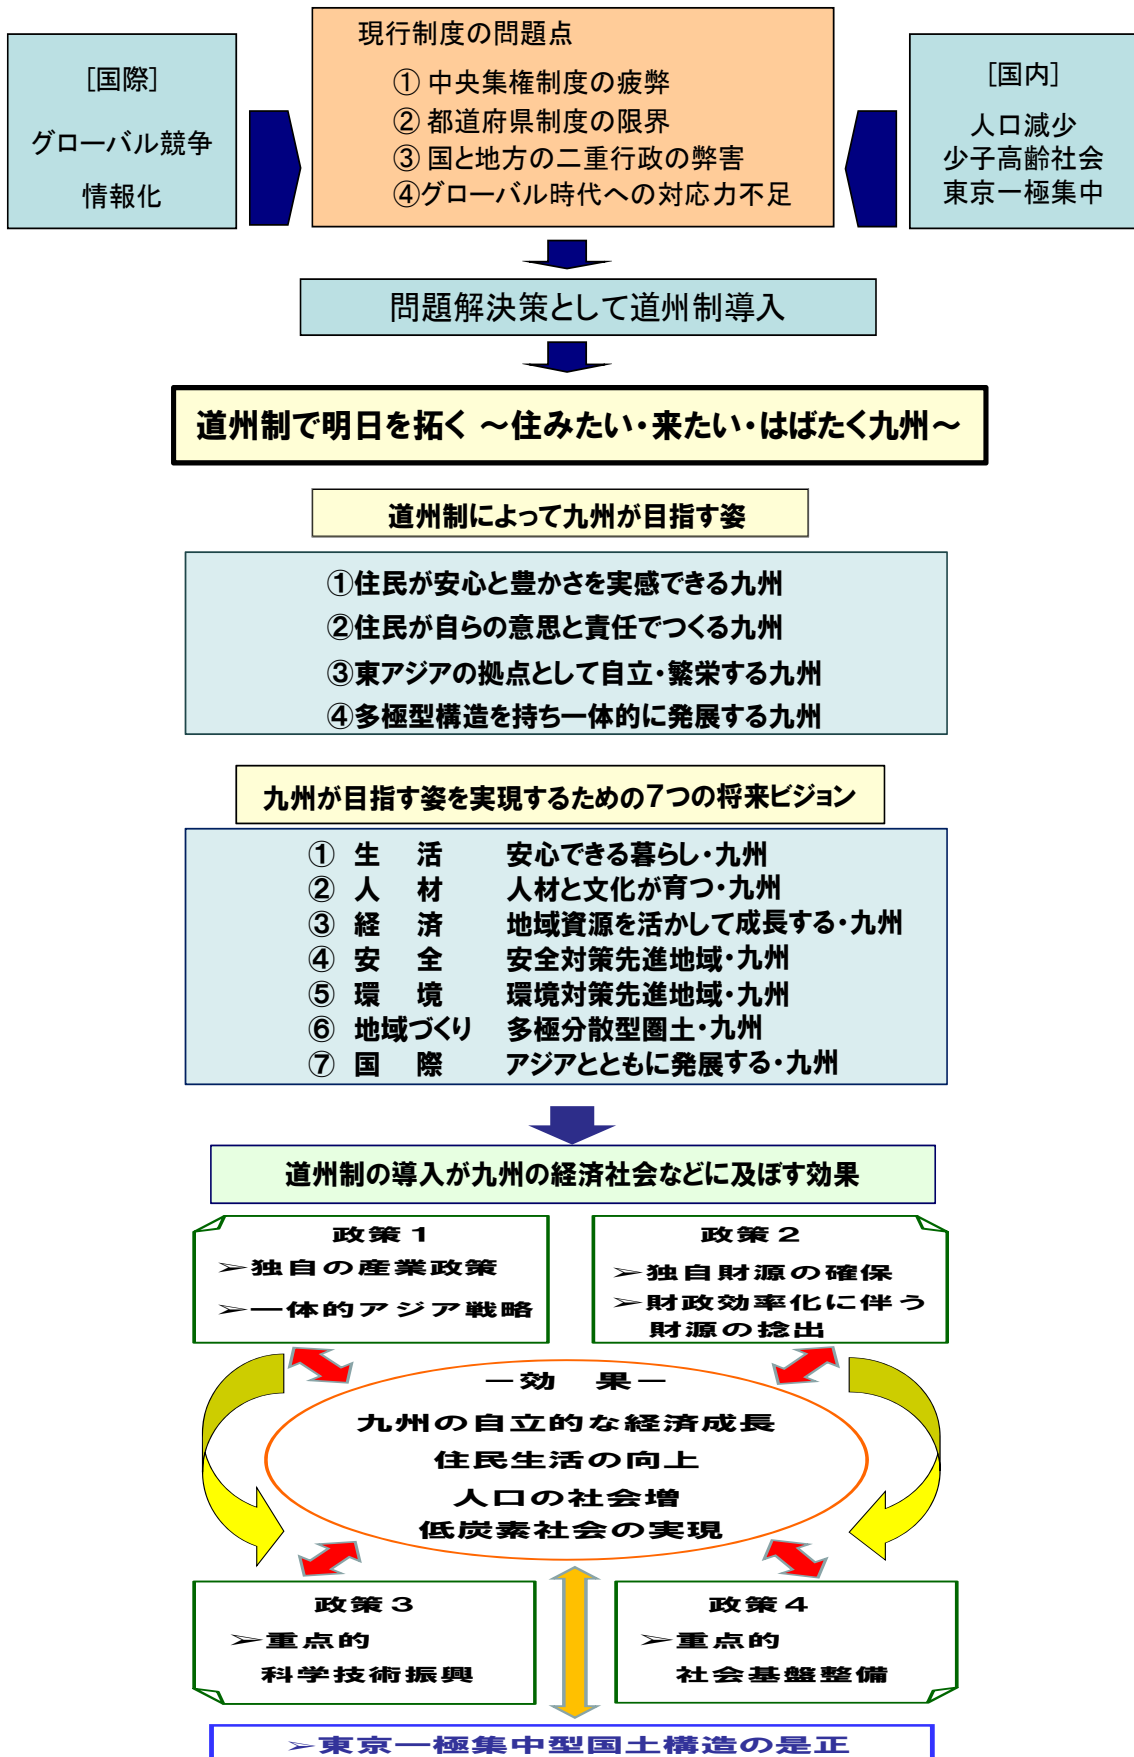 現行制度の問題点
① 中央集権制度の疲弊
② 都道府県制度の限界
③ 国と地方の二重行政の弊害
④グローバル時代への対応力不足
[国際]
グローバル競争
情報化
[国内]
人口減少
少子高齢社会
東京一極集中
問題解決策として道州制導入
道州制で明日を拓く ～住みたい・来たい・はばたく九州～
道州制によって九州が目指す姿
①住民が安心と豊かさを実感できる九州
②住民が自らの意思と責任でつくる九州
③東アジアの拠点として自立・繁栄する九州
④多極型構造を持ち一体的に発展する九州
九州が目指す姿を実現するための7つの将来ビジョン
① 生　活　安心できる暮らし・九州
② 人　材　人材と文化が育つ・九州
③ 経　済　地域資源を活かして成長する・九州
④ 安　全　安全対策先進地域・九州
⑤ 環　境　環境対策先進地域・九州
⑥ 地域づくり　多極分散型圏土・九州
⑦ 国　際　アジアとともに発展する・九州
道州制の導入が九州の経済社会などに及ぼす効果
政策１
➢独自の産業政策
➢一体的アジア戦略
政策２
➢独自財源の確保
➢財政効率化に伴う
財源の捻出
－効　果－
九州の自立的な経済成長
住民生活の向上
人口の社会増
低炭素社会の実現
政策３
➢重点的
科学技術振興
政策４
➢重点的
社会基盤整備
➢東京一極集中型国土構造の是正